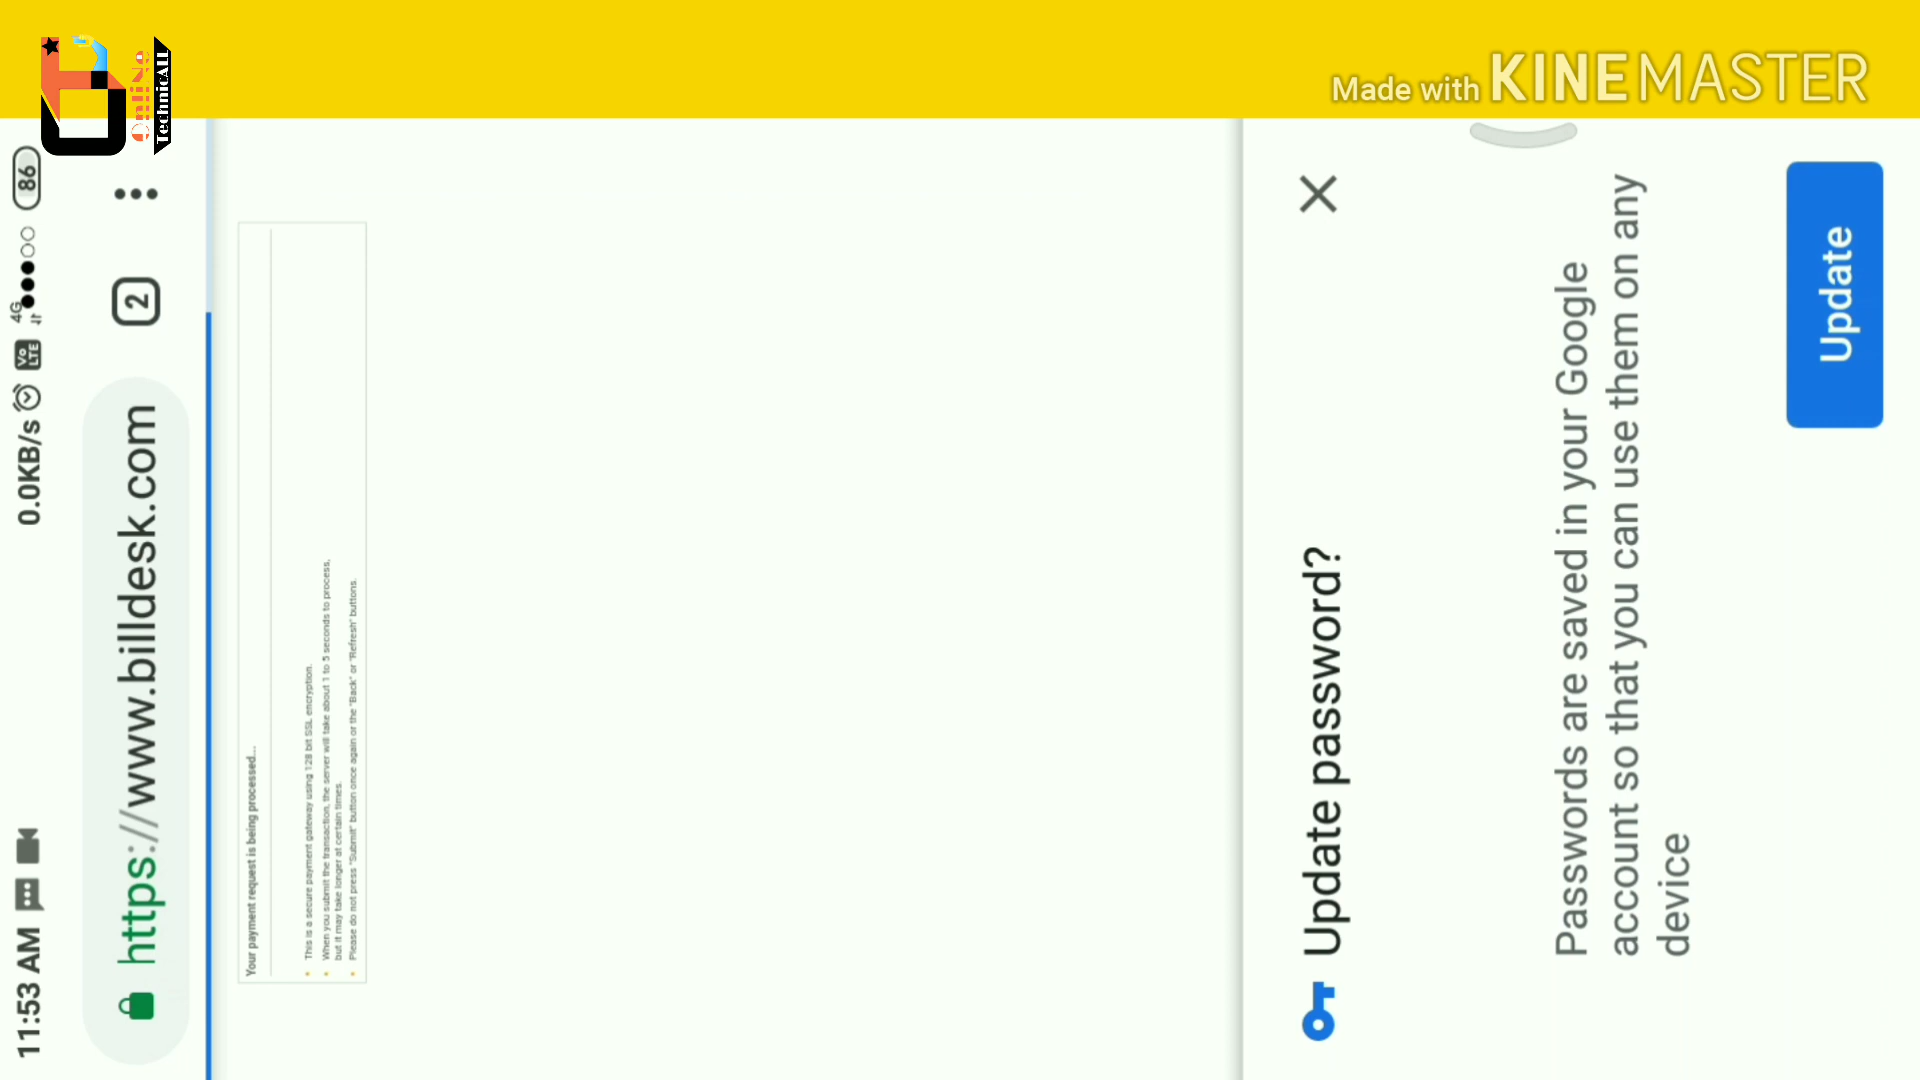 Made with KINEMASTER
OnliNe
TechnicAll
11:53 AM
0.0KB/s
Vo
LTE
4G
86
https://www.billdesk.com
2
Your payment request is being processed...
• This is a secure payment gateway using 128 bit SSL encryption.
• When you submit the transaction, the server will take about 1 to 5 seconds to process,
but it may take longer at certain times.
• Please do not press "Submit" button once again or the "Back" or "Refresh" buttons.
Update password?
Passwords are saved in your Google
account so that you can use them on any
device
Update